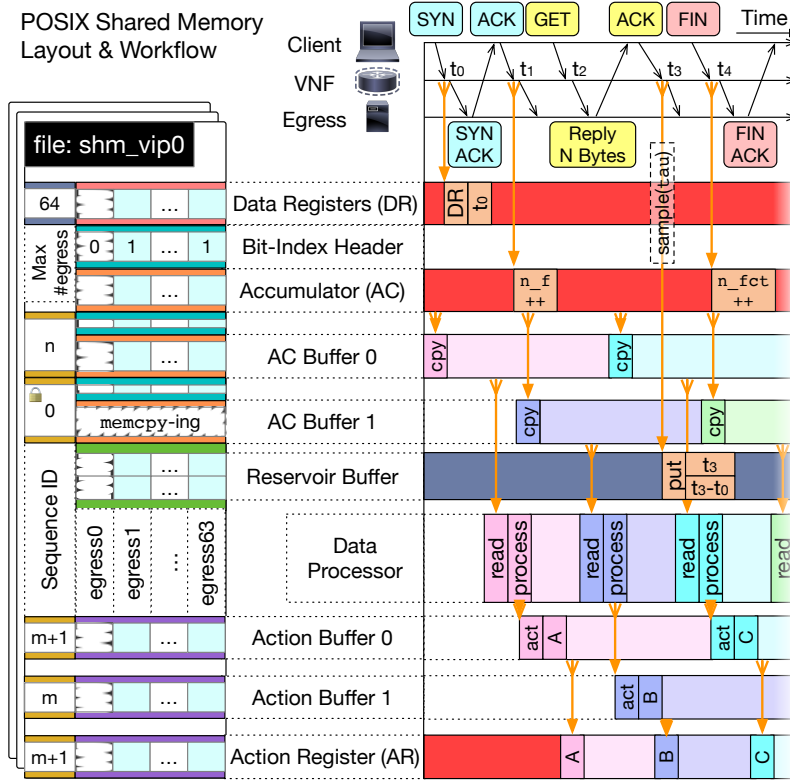 POSIX Shared Memory
Layout & Workflow
SYN ACK GET ACK FIN Time
Client
VNF t0 t1 t2 t3 t4
Egress
SYN
ACK
Reply
N Bytes
FIN
ACK
file: shm_vip0
sample(tau)
64 ... Data Registers (DR) DR t0
Max
#egress
0 1 ... 1 Bit-Index Header
... Accumulator (AC) n_f
++
n_fct
++
n ... AC Buffer 0 cpy cpy
0 memcpy-ing AC Buffer 1 cpy cpy
Sequence ID
...
...
Reservoir Buffer put t3
t3-t0
egress0 egress1 ... egress63
Data
Processor
read process read process read process read
m+1 ... Action Buffer 0 act A act C
m ... Action Buffer 1 act B
m+1 ... Action Register (AR) A B C